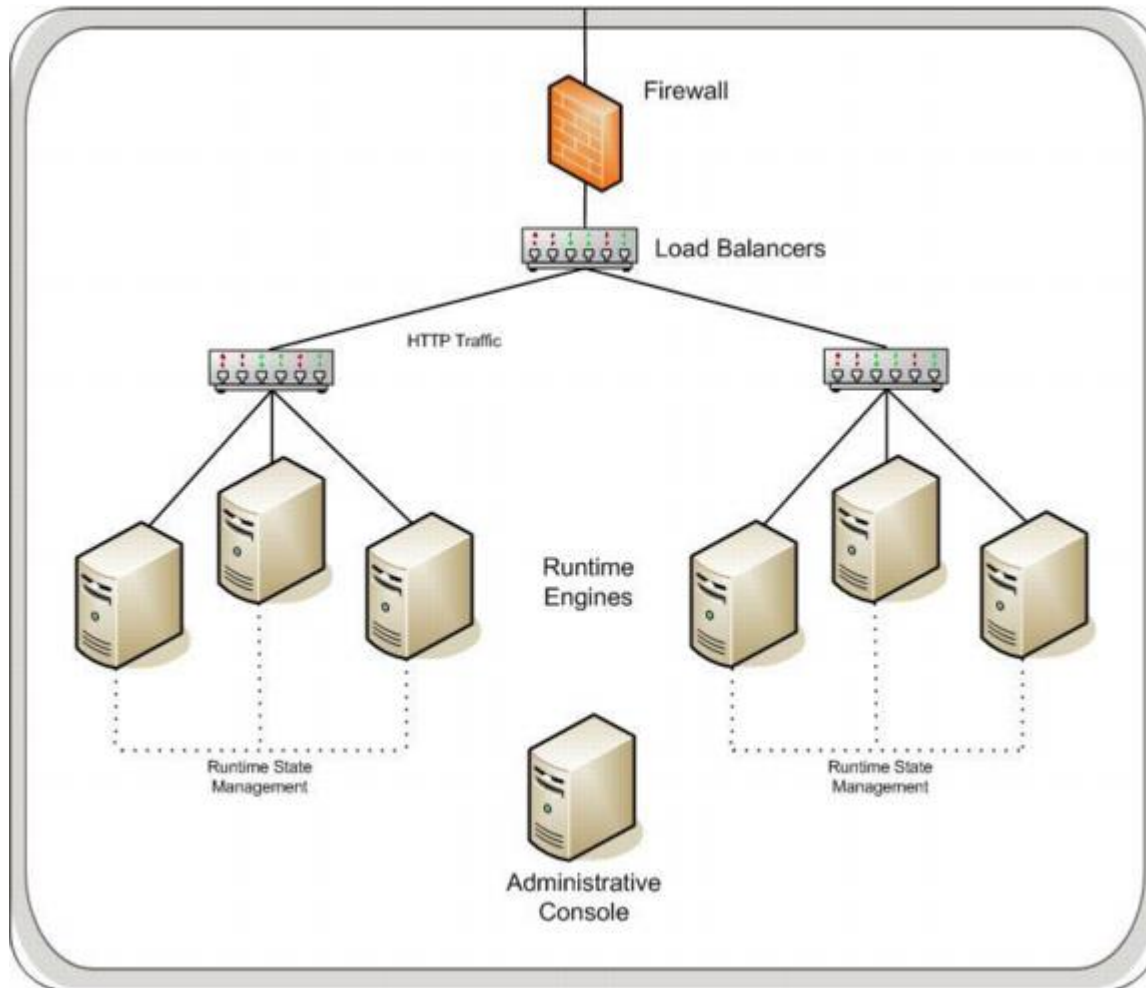 Firewall
Load Balancers
HTTP Traffic
Runtime
Engines
Runtime State
Management
Runtime State
Management
Administrative
Console